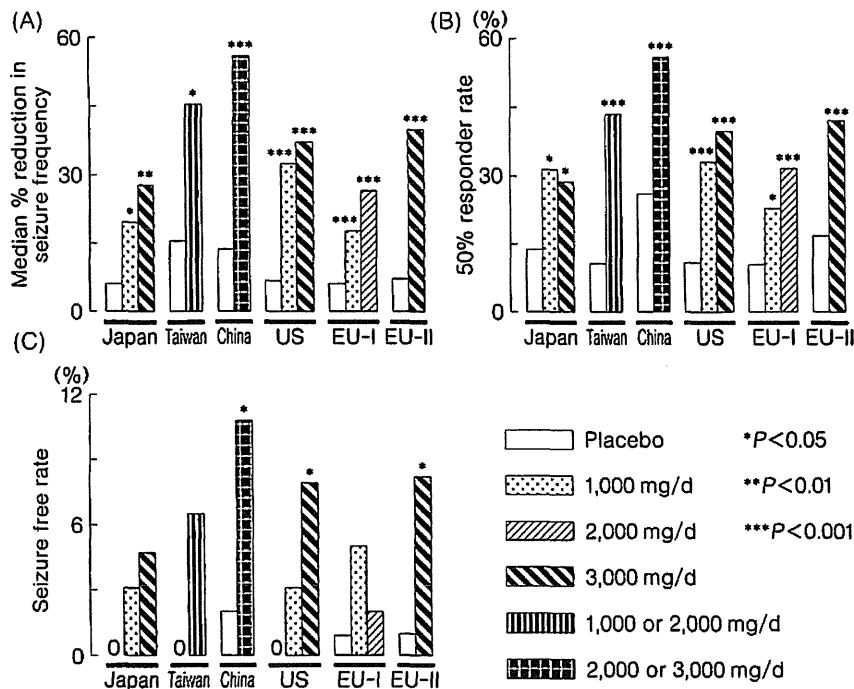 (A)
Median % reduction in
seizure frequency
60
30
0
* ** * *** *** *** *** *** ***
Japan Taiwan China US EU-I EU-II
(B)
(%)
50% responder rate
60
30
0
* * *** *** *** *** * *** ***
Japan Taiwan China US EU-I EU-II
(C)
(%)
Seizure free rate
12
6
0
* * *
0 0 0
Japan Taiwan China US EU-I EU-II
Placebo *P<0.05
1,000 mg/d **P<0.01
2,000 mg/d ***P<0.001
3,000 mg/d
1,000 or 2,000 mg/d
2,000 or 3,000 mg/d